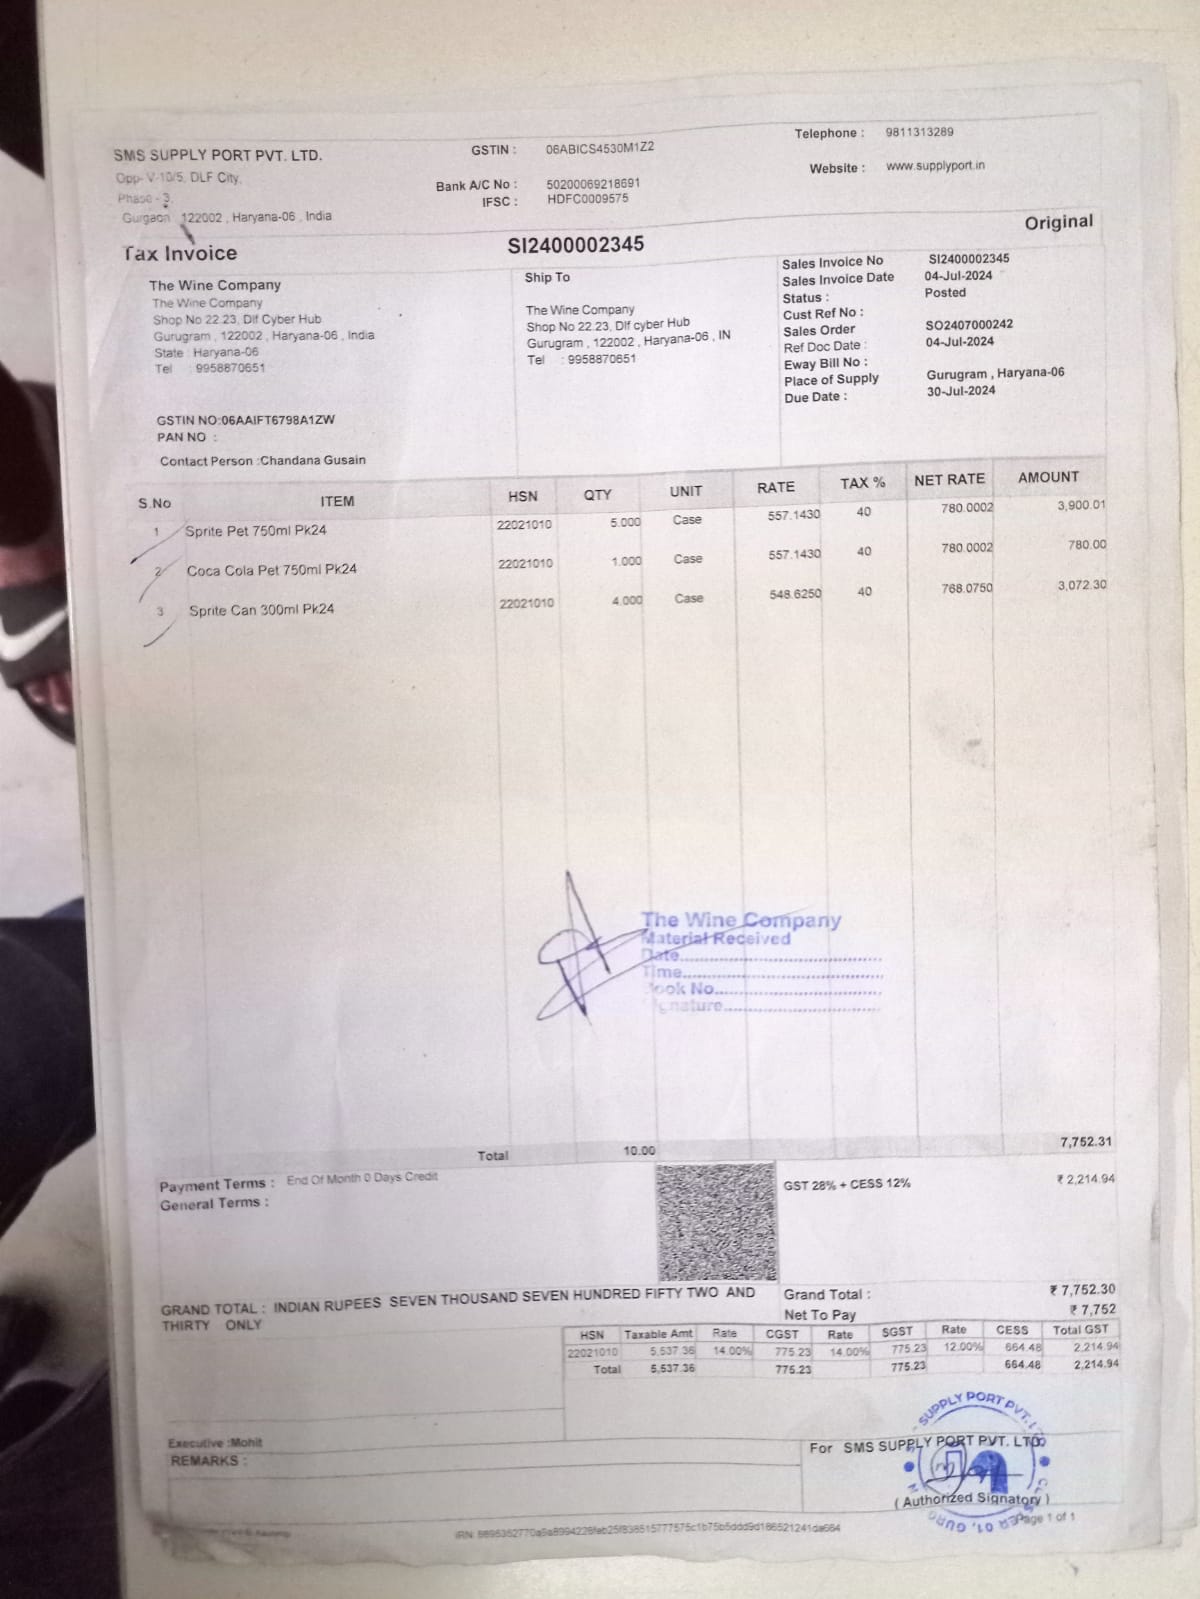 SMS SUPPLY PORT PVT. LTD.
Opp- V-10/5, DLF City,
Phase - 3,
Gurgaon , 122002 , Haryana-06 , India
GSTIN : 06ABICS4530M1Z2
Bank A/C No : 50200069218691
IFSC : HDFC0009575
Telephone : 9811313289
Website : www.supplyport.in
Tax Invoice
SI2400002345
Original
The Wine Company
The Wine Company
Shop No 22.23, Dlf Cyber Hub
Gurugram , 122002 , Haryana-06 , India
State : Haryana-06
Tel : 9958870651
GSTIN NO:06AAIFT6798A1ZW
PAN NO :
Contact Person :Chandana Gusain
Ship To
The Wine Company
Shop No 22.23, Dlf cyber Hub
Gurugram , 122002 , Haryana-06 , IN
Tel : 9958870651
Sales Invoice No SI2400002345
Sales Invoice Date 04-Jul-2024
Status : Posted
Cust Ref No :
Sales Order SO2407000242
Ref Doc Date : 04-Jul-2024
Eway Bill No :
Place of Supply Gurugram , Haryana-06
Due Date : 30-Jul-2024
S.No ITEM HSN QTY UNIT RATE TAX % NET RATE AMOUNT
1 Sprite Pet 750ml Pk24 22021010 5.000 Case 557.1430 40 780.0002 3,900.01
2 Coca Cola Pet 750ml Pk24 22021010 1.000 Case 557.1430 40 780.0002 780.00
3 Sprite Can 300ml Pk24 22021010 4.000 Case 548.6250 40 768.0750 3,072.30
The Wine Company
Material Received
Date
Time
Book No
Signature
Total 10.00 7,752.31
Payment Terms : End Of Month 0 Days Credit
General Terms :
GST 28% + CESS 12% ₹ 2,214.94
GRAND TOTAL : INDIAN RUPEES SEVEN THOUSAND SEVEN HUNDRED FIFTY TWO AND
THIRTY ONLY
Grand Total : ₹ 7,752.30
Net To Pay ₹ 7,752
HSN Taxable Amt Rate CGST Rate SGST Rate CESS Total GST
22021010 5,537.36 14.00% 775.23 14.00% 775.23 12.00% 664.48 2,214.94
Total 5,537.36 775.23 775.23 664.48 2,214.94
Executive :Mohit
REMARKS :
SUPPLY PORT PVT.
For SMS SUPPLY PORT PVT. LTD.
( Authorized Signatory )
Page 1 of 1
IRN: